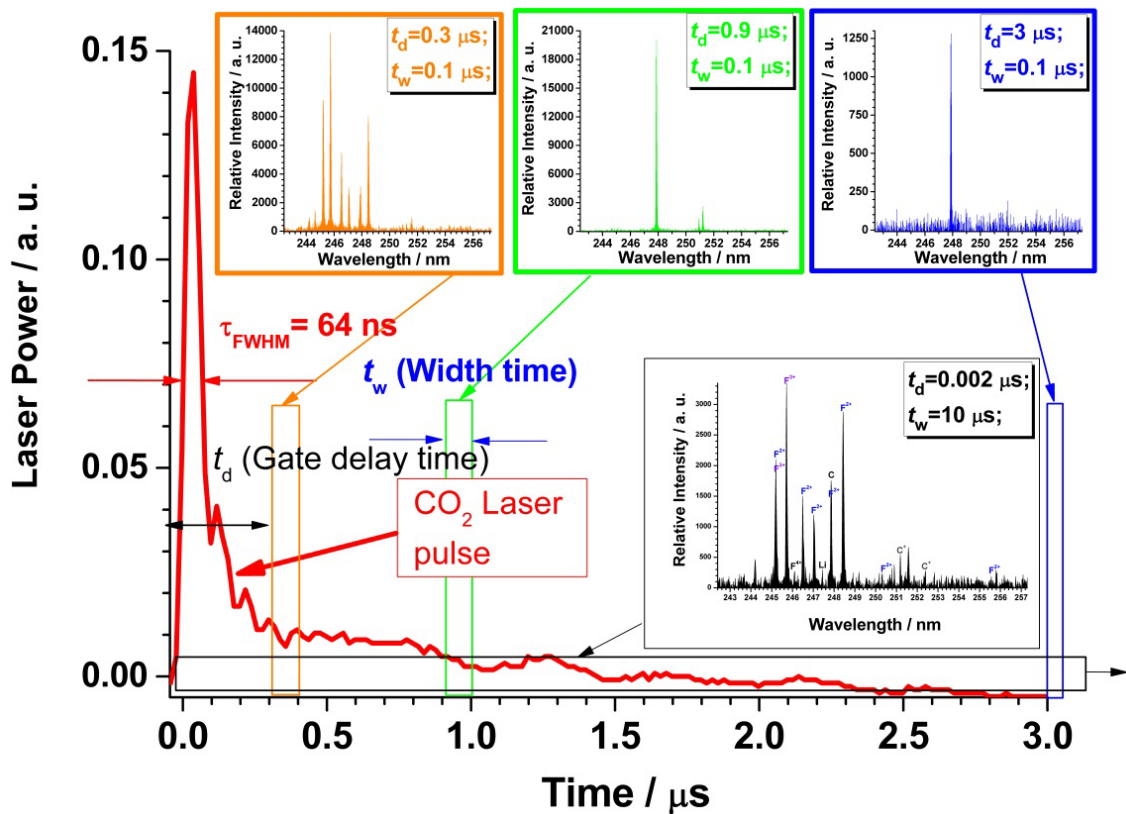 Laser Power / a. u.
0.15
0.10
0.05
0.00
0.0
0.5
1.0
1.5
2.0
2.5
3.0
Time / μs
t_d=0.3 μs;
t_w=0.1 μs;
Relative Intensity / a. u.
14000
12000
10000
8000
6000
4000
2000
0
244 246 248 250 252 254 256
Wavelength / nm
t_d=0.9 μs;
t_w=0.1 μs;
Relative Intensity / a. u.
21000
18000
15000
12000
9000
6000
3000
0
244 246 248 250 252 254 256
Wavelength / nm
t_d=3 μs;
t_w=0.1 μs;
Relative Intensity / a. u.
1250
1000
750
500
250
0
244 246 248 250 252 254 256
Wavelength / nm
τ_FWHM= 64 ns
t_w (Width time)
t_d (Gate delay time)
CO₂ Laser
pulse
t_d=0.002 μs;
t_w=10 μs;
Relative Intensity / a. u.
3000
2500
2000
1500
1000
500
0
F³⁺
F²⁺
F²⁺
F²⁺
C
F²⁺
F²⁺
F²⁺
Li
F²⁺
C⁺
C⁺
F²⁺
243 244 245 246 247 248 249 250 251 252 253 254 255 256 257
Wavelength / nm